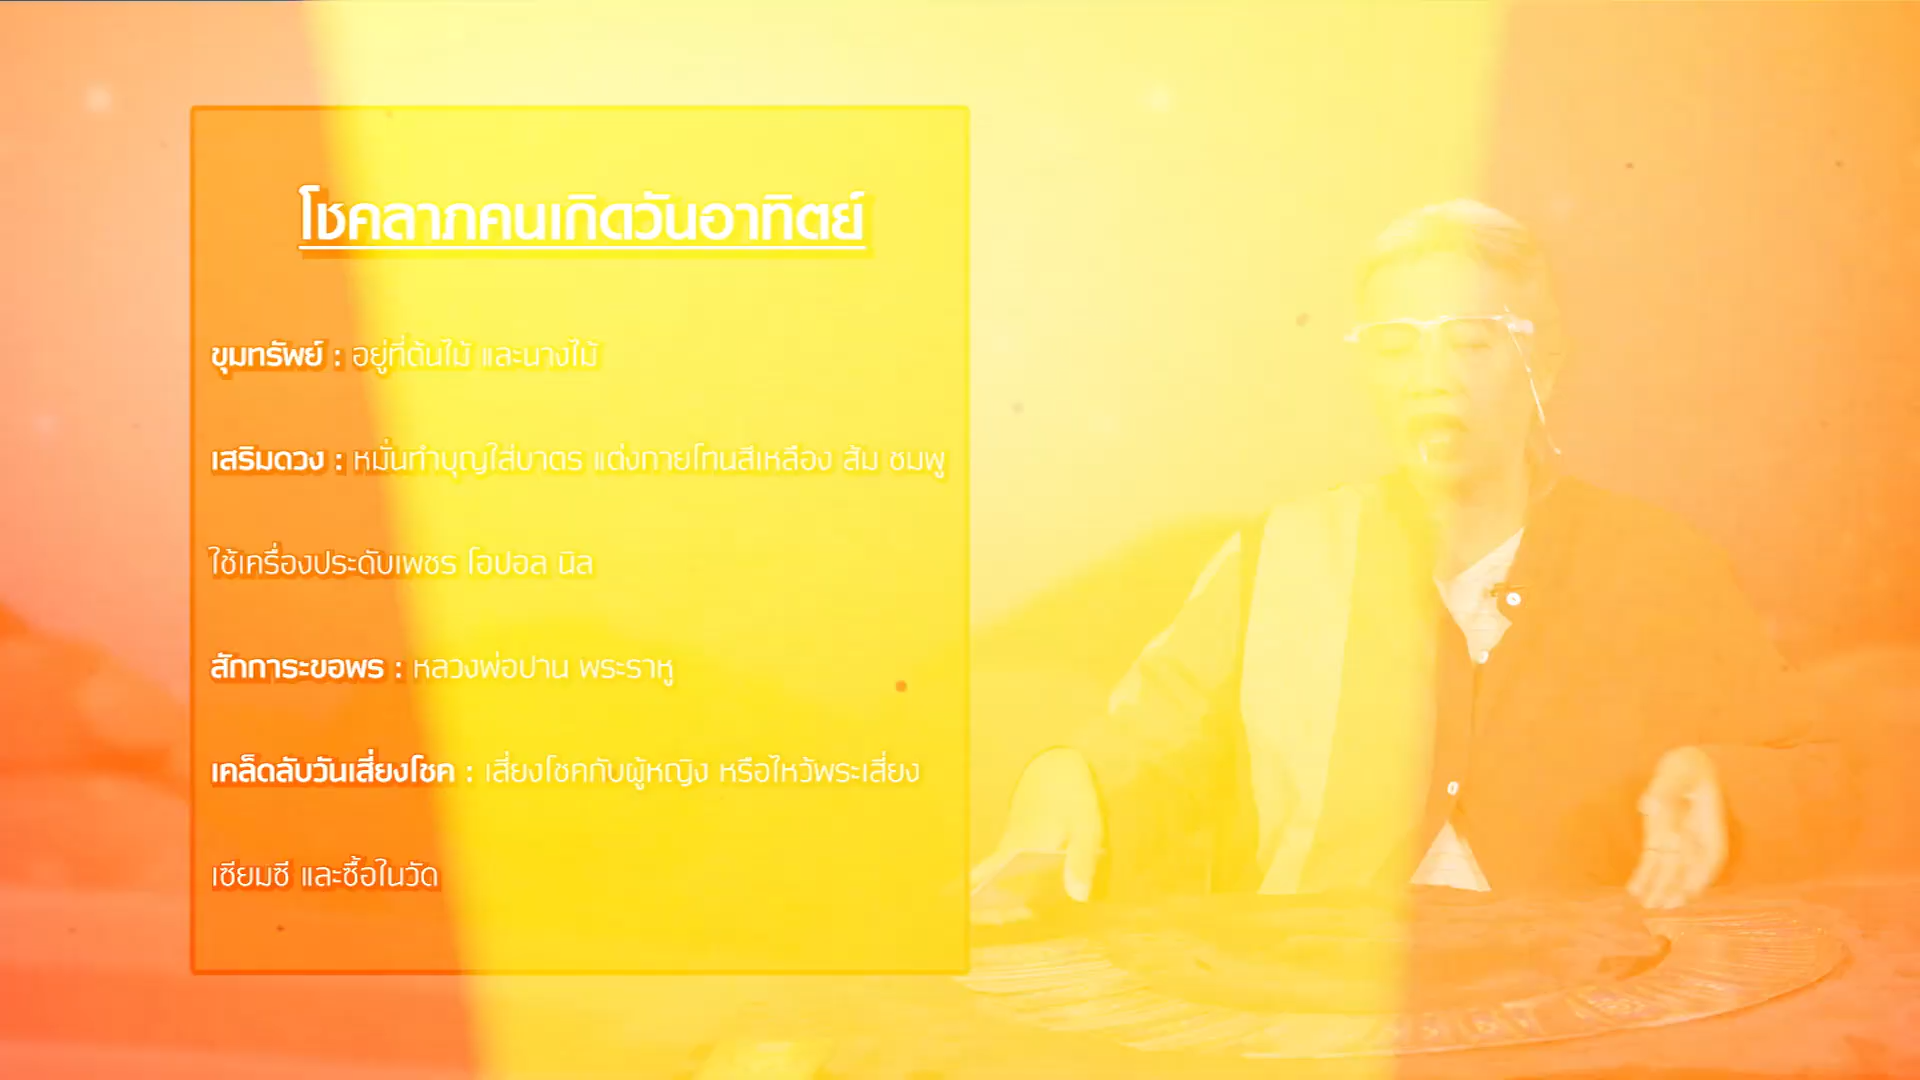 โชคลาภคนเกิดวันอาทิตย์
ขุมทรัพย์ : อยู่ที่ต้นไม้ และนางไม้
เสริมดวง : หมั่นทำบุญใส่บาตร แต่งกายโทนสีเหลือง ส้ม ชมพู
ใช้เครื่องประดับเพชร โอปอล นิล
สักการะขอพร : หลวงพ่อปาน พระราหู
เคล็ดลับวันเสี่ยงโชค : เสี่ยงโชคกับผู้หญิง หรือไหว้พระเสี่ยง
เซียมซี และซื้อในวัด